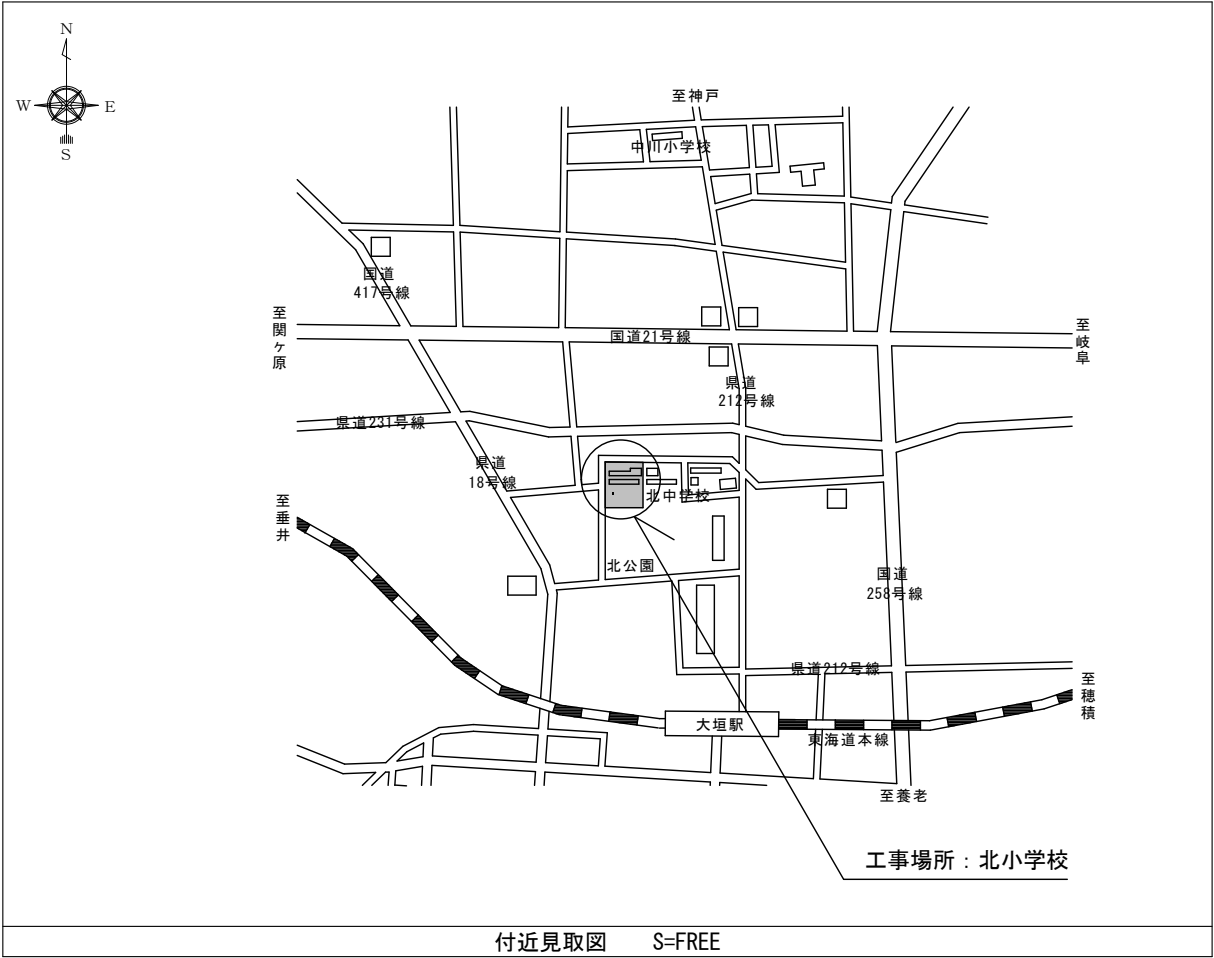 N
W
E
S
至神戸
中川小学校
国道
417号線
至関ヶ原
国道21号線
至岐阜
県道
212号線
県道231号線
県道
18号線
北中学校
至垂井
北公園
国道
258号線
県道212号線
至穂積
大垣駅
東海道本線
至養老
工事場所：北小学校
付近見取図 S=FREE